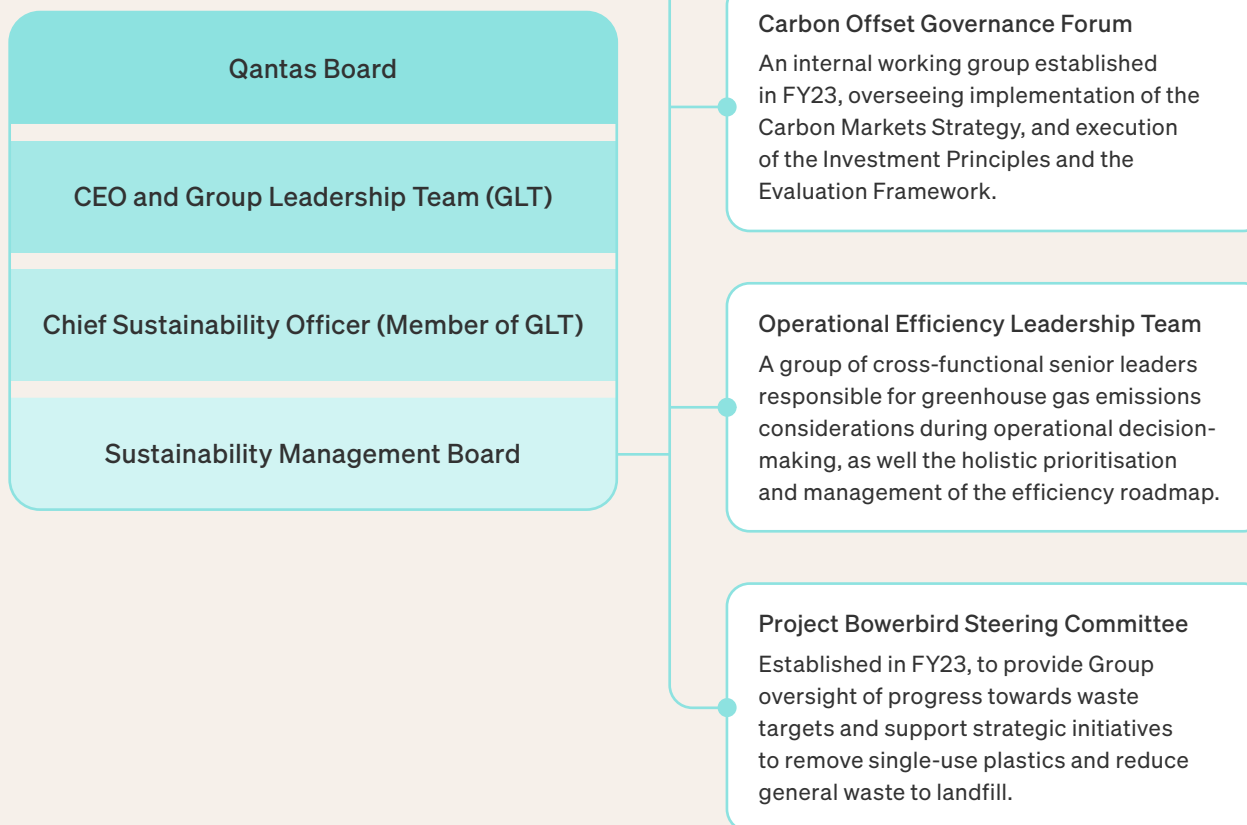 Qantas Board
CEO and Group Leadership Team (GLT)
Chief Sustainability Officer (Member of GLT)
Sustainability Management Board
Carbon Offset Governance Forum
An internal working group established
in FY23, overseeing implementation of the
Carbon Markets Strategy, and execution
of the Investment Principles and the
Evaluation Framework.
Operational Efficiency Leadership Team
A group of cross-functional senior leaders
responsible for greenhouse gas emissions
considerations during operational decision-
making, as well the holistic prioritisation
and management of the efficiency roadmap.
Project Bowerbird Steering Committee
Established in FY23, to provide Group
oversight of progress towards waste
targets and support strategic initiatives
to remove single-use plastics and reduce
general waste to landfill.